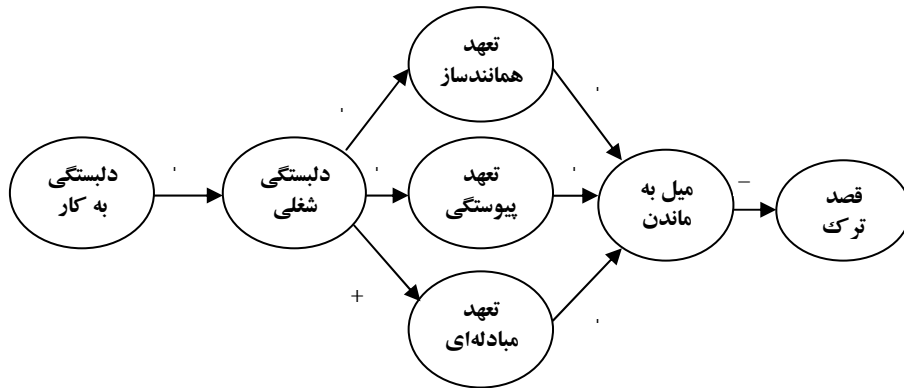 تعهد
همانندساز
دلبستگی
به کار
دلبستگی
شغلی
تعهد
پیوستگی
میل به
ماندن
–
قصد
ترک
+
تعهد
مبادله‌ای